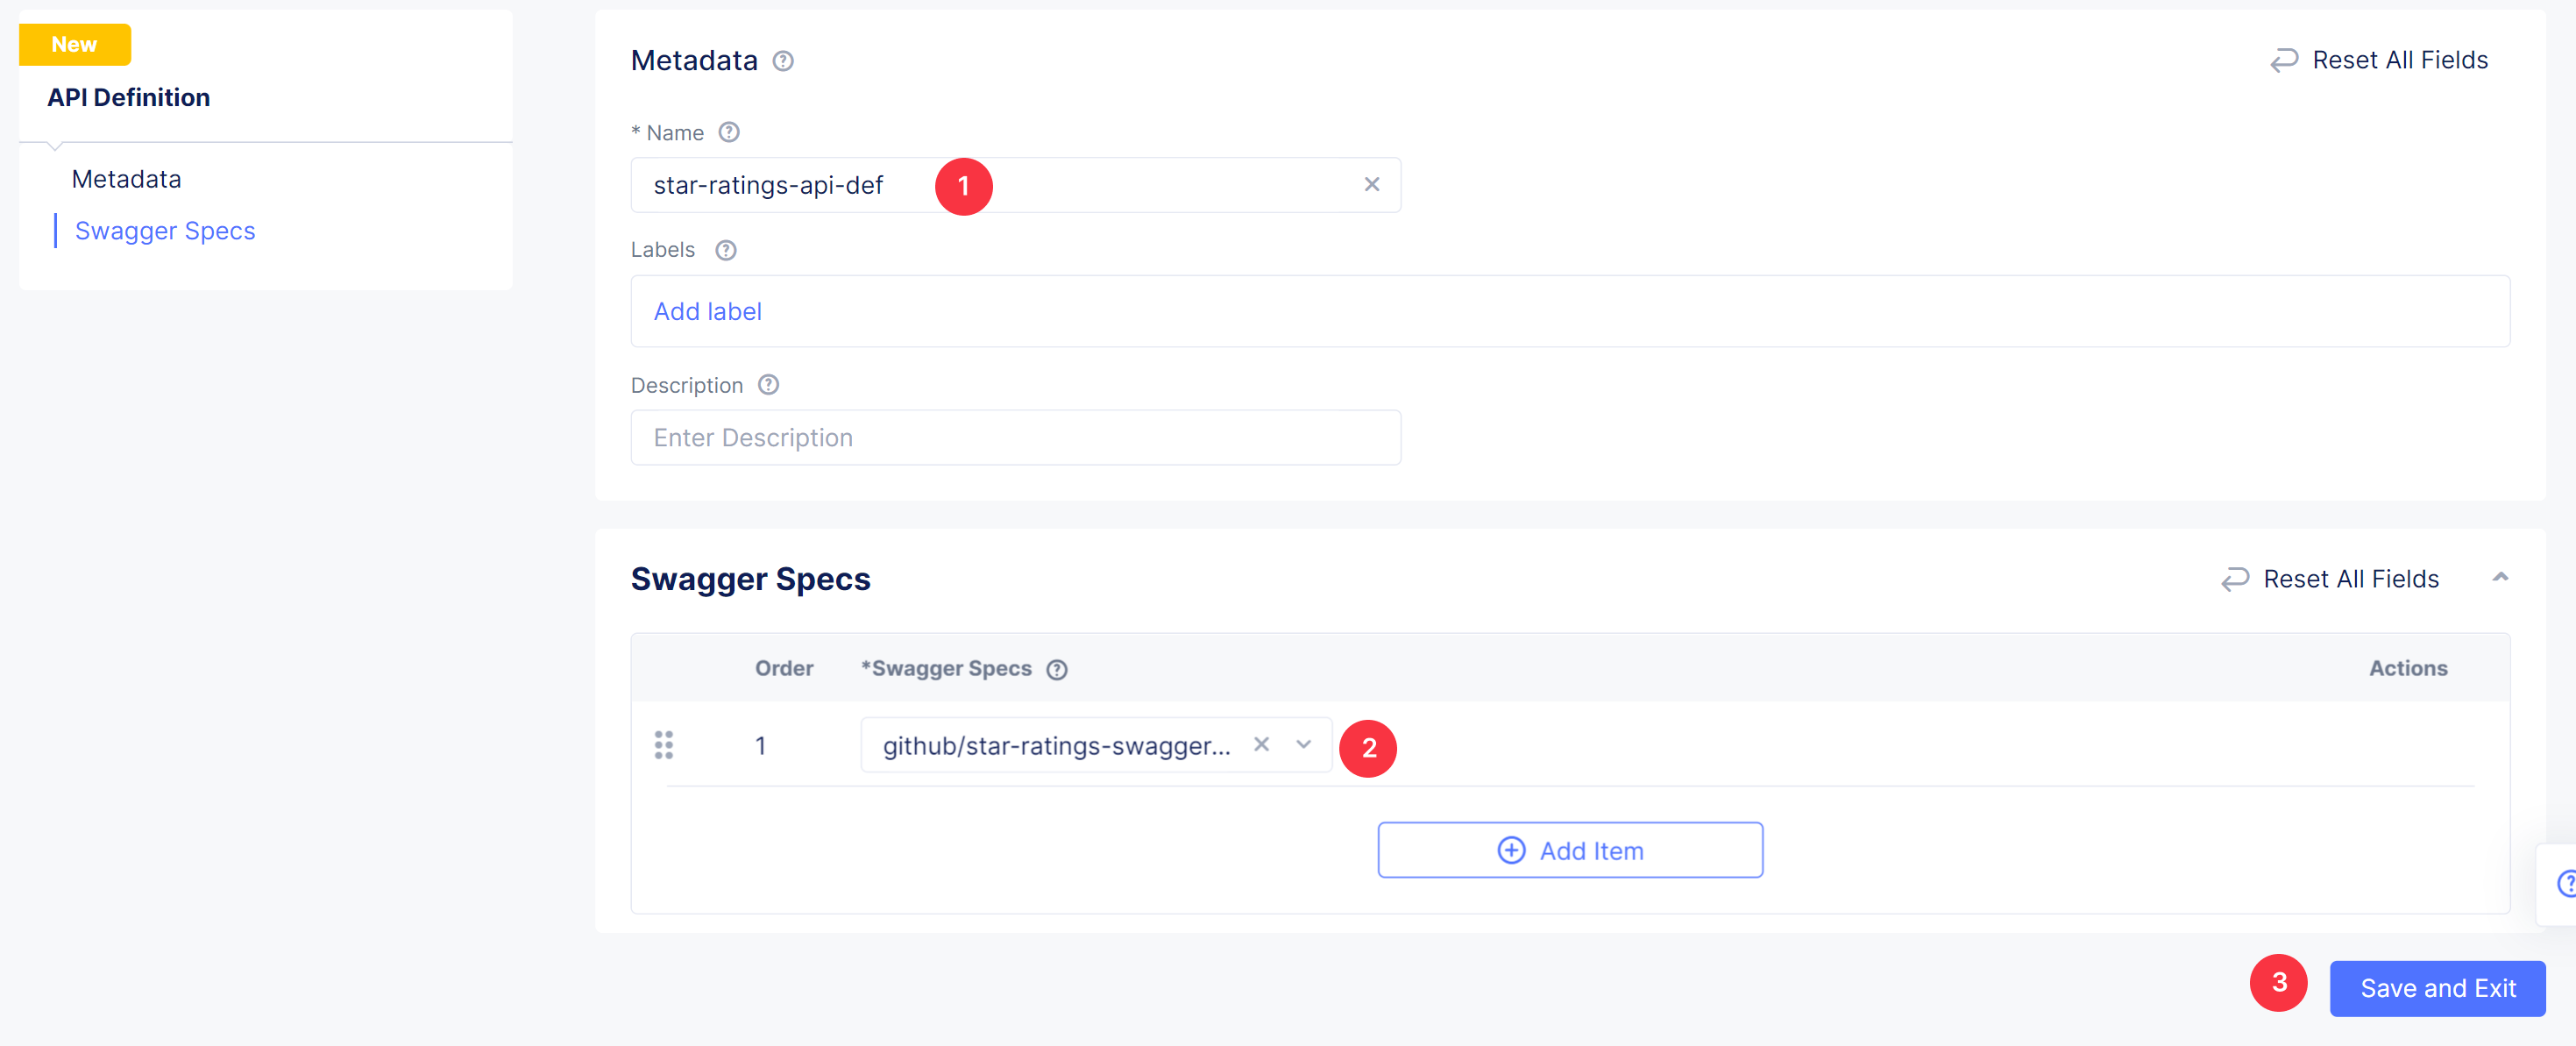 New
API Definition
Metadata
Swagger Specs
Metadata
Reset All Fields
* Name
star-ratings-api-def
1
Labels
Add label
Description
Enter Description
Swagger Specs
Reset All Fields
Order
*Swagger Specs
Actions
1
github/star-ratings-swagger...
2
Add Item
3
Save and Exit